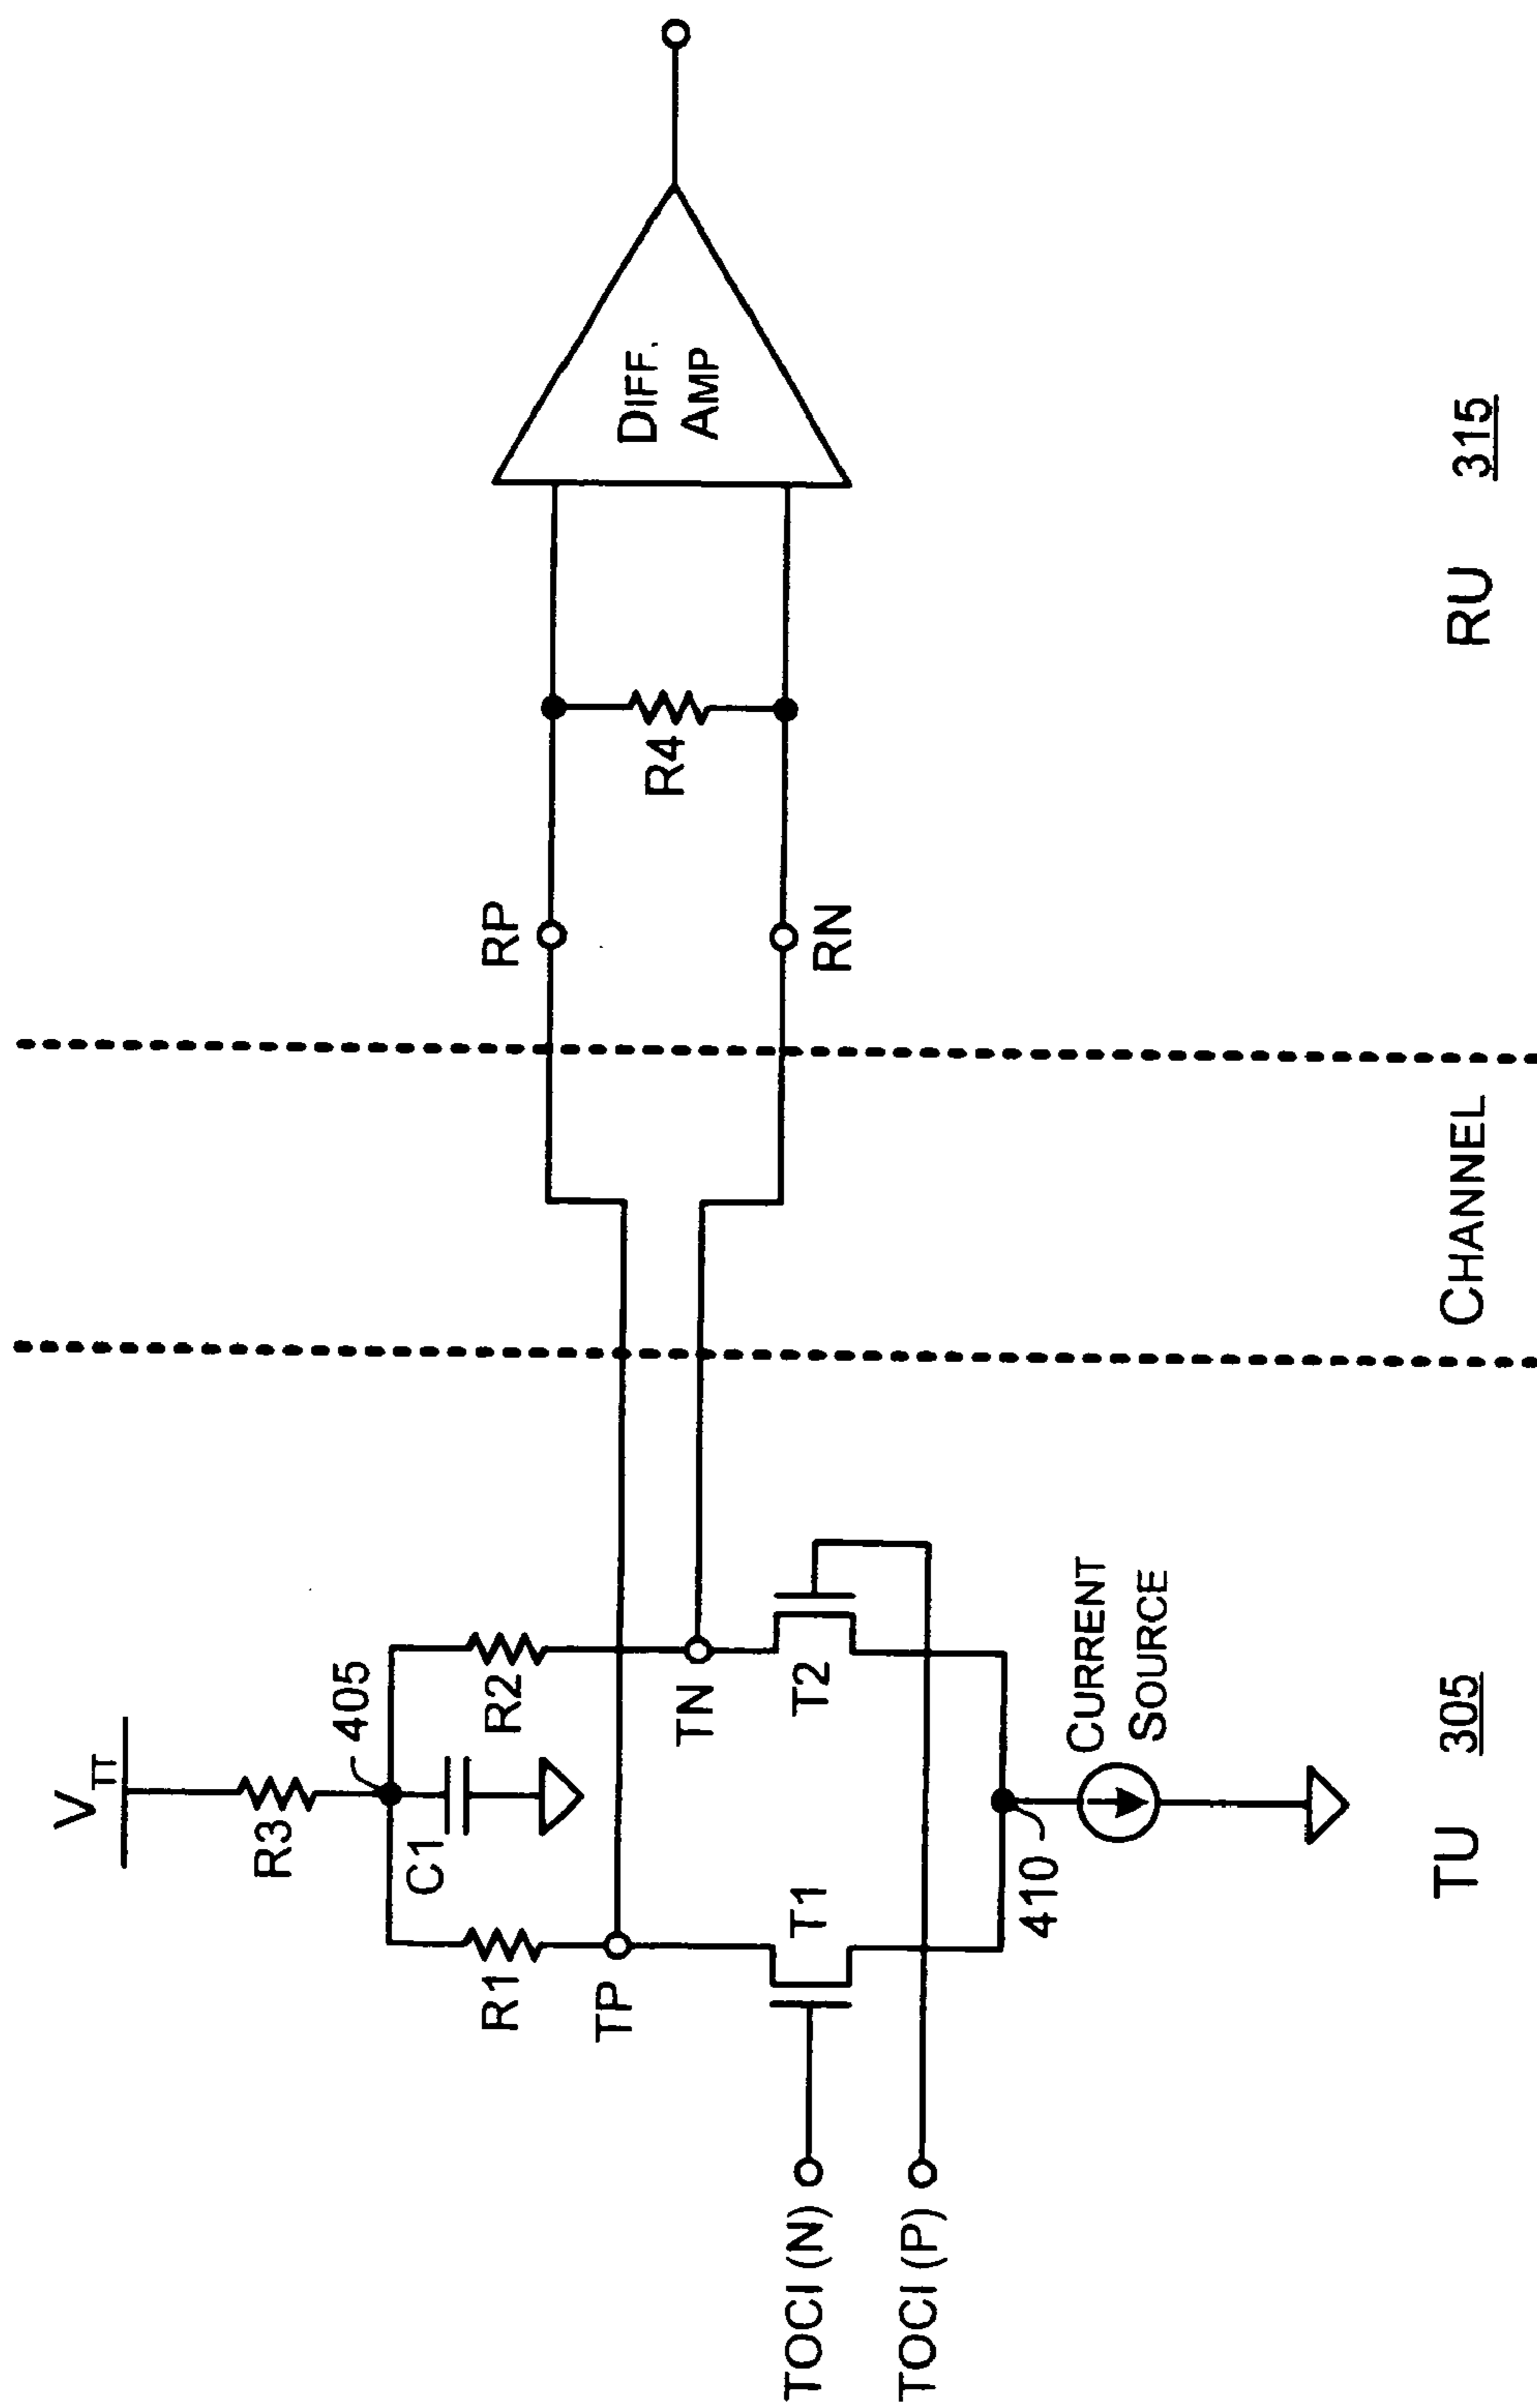 V TT
R3
405
C1
R1
R2
TP
TN
T1
T2
TOCI (N)
TOCI (P)
410
CURRENT
SOURCE
TU 305
CHANNEL
RP
RN
R4
DIFF.
AMP
RU 315